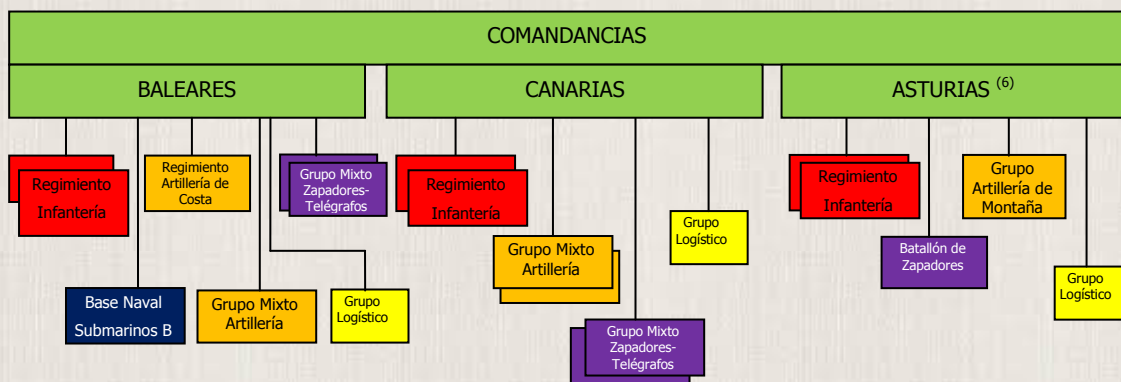 COMANDANCIAS
BALEARES
CANARIAS
ASTURIAS (6)
Regimiento
Infantería
Regimiento
Artillería de
Costa
Grupo Mixto
Zapadores-
Telégrafos
Base Naval
Submarinos B
Grupo Mixto
Artillería
Grupo
Logístico
Regimiento
Infantería
Grupo Mixto
Artillería
Grupo Mixto
Zapadores-
Telégrafos
Grupo
Logístico
Regimiento
Infantería
Batallón de
Zapadores
Grupo
Artillería de
Montaña
Grupo
Logístico